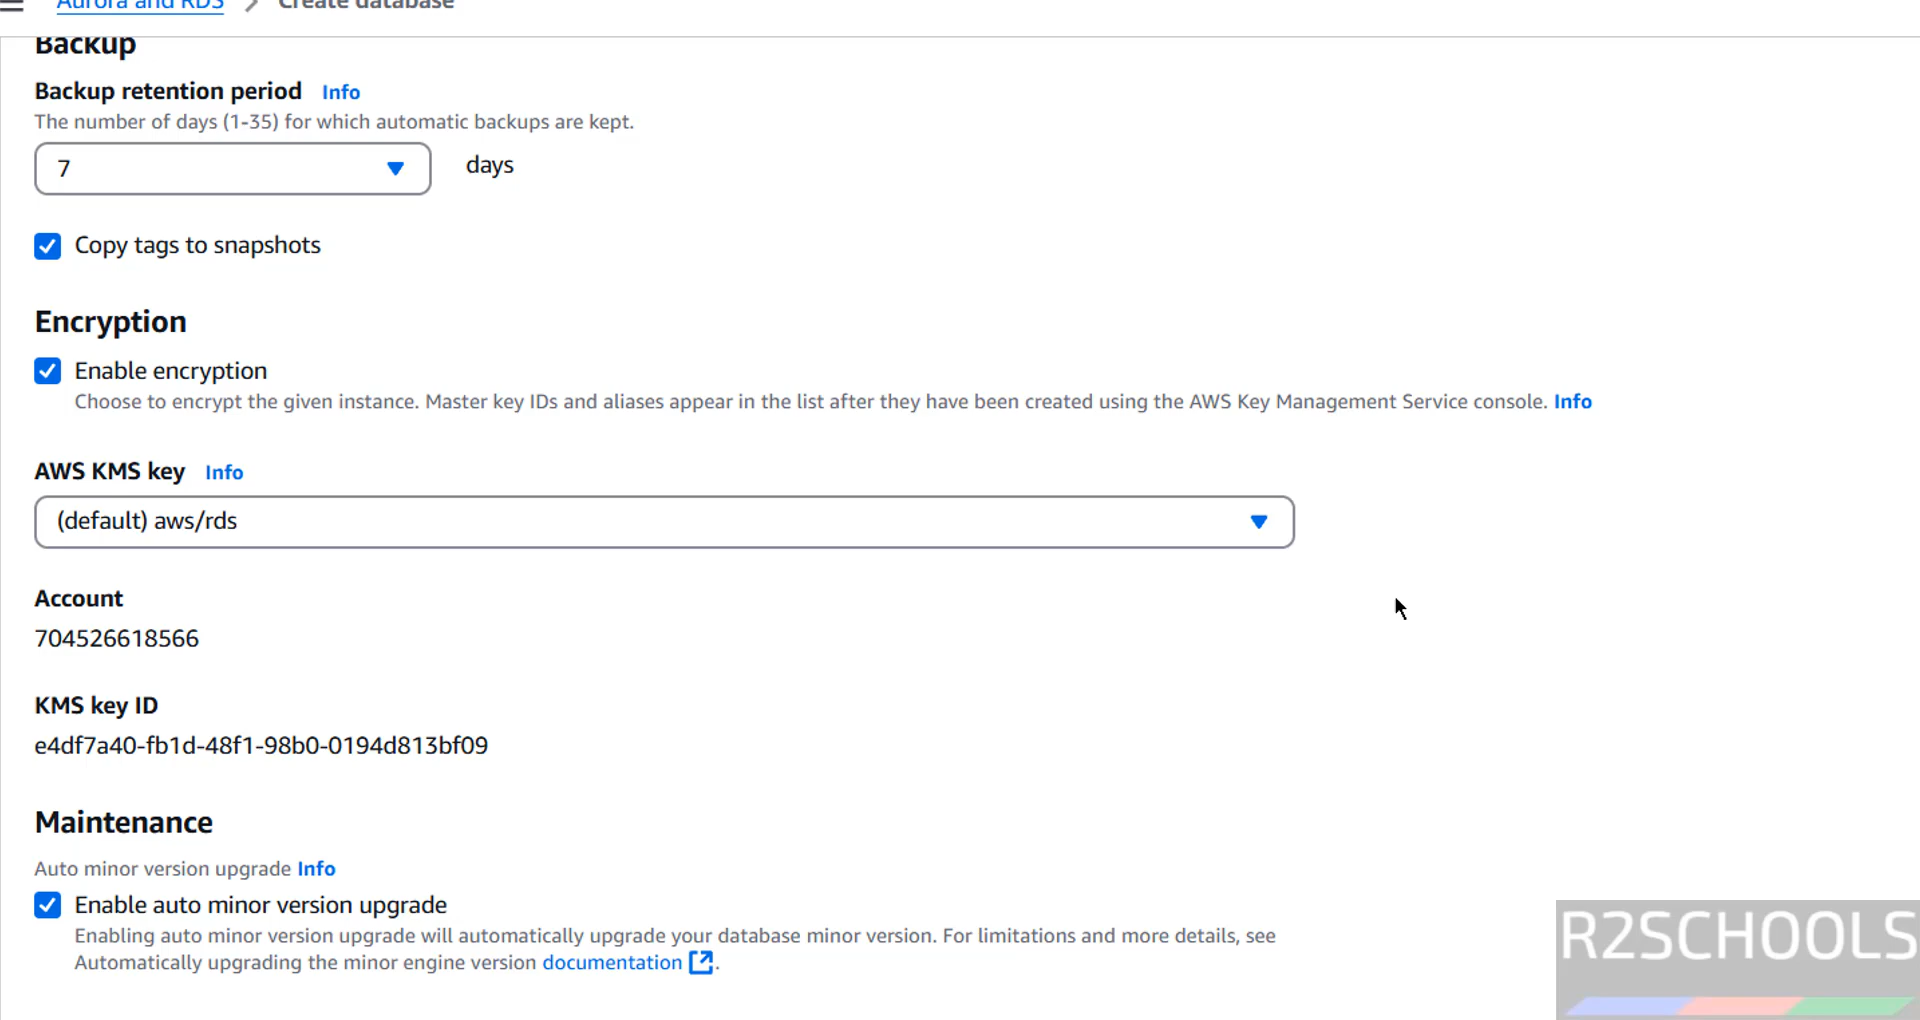 Aurora and RDS > Create database
Backup
Backup retention period Info
The number of days (1-35) for which automatic backups are kept.
7 days
Copy tags to snapshots
Encryption
Enable encryption
Choose to encrypt the given instance. Master key IDs and aliases appear in the list after they have been created using the AWS Key Management Service console. Info
AWS KMS key Info
(default) aws/rds
Account
704526618566
KMS key ID
e4df7a40-fb1d-48f1-98b0-0194d813bf09
Maintenance
Auto minor version upgrade Info
Enable auto minor version upgrade
Enabling auto minor version upgrade will automatically upgrade your database minor version. For limitations and more details, see
Automatically upgrading the minor engine version documentation.
R2SCHOOLS